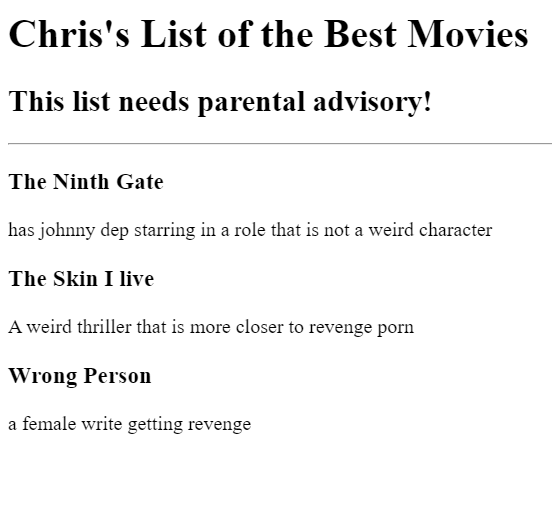 Chris's List of the Best Movies
This list needs parental advisory!
The Ninth Gate
has johnny dep starring in a role that is not a weird character
The Skin I live
A weird thriller that is more closer to revenge porn
Wrong Person
a female write getting revenge